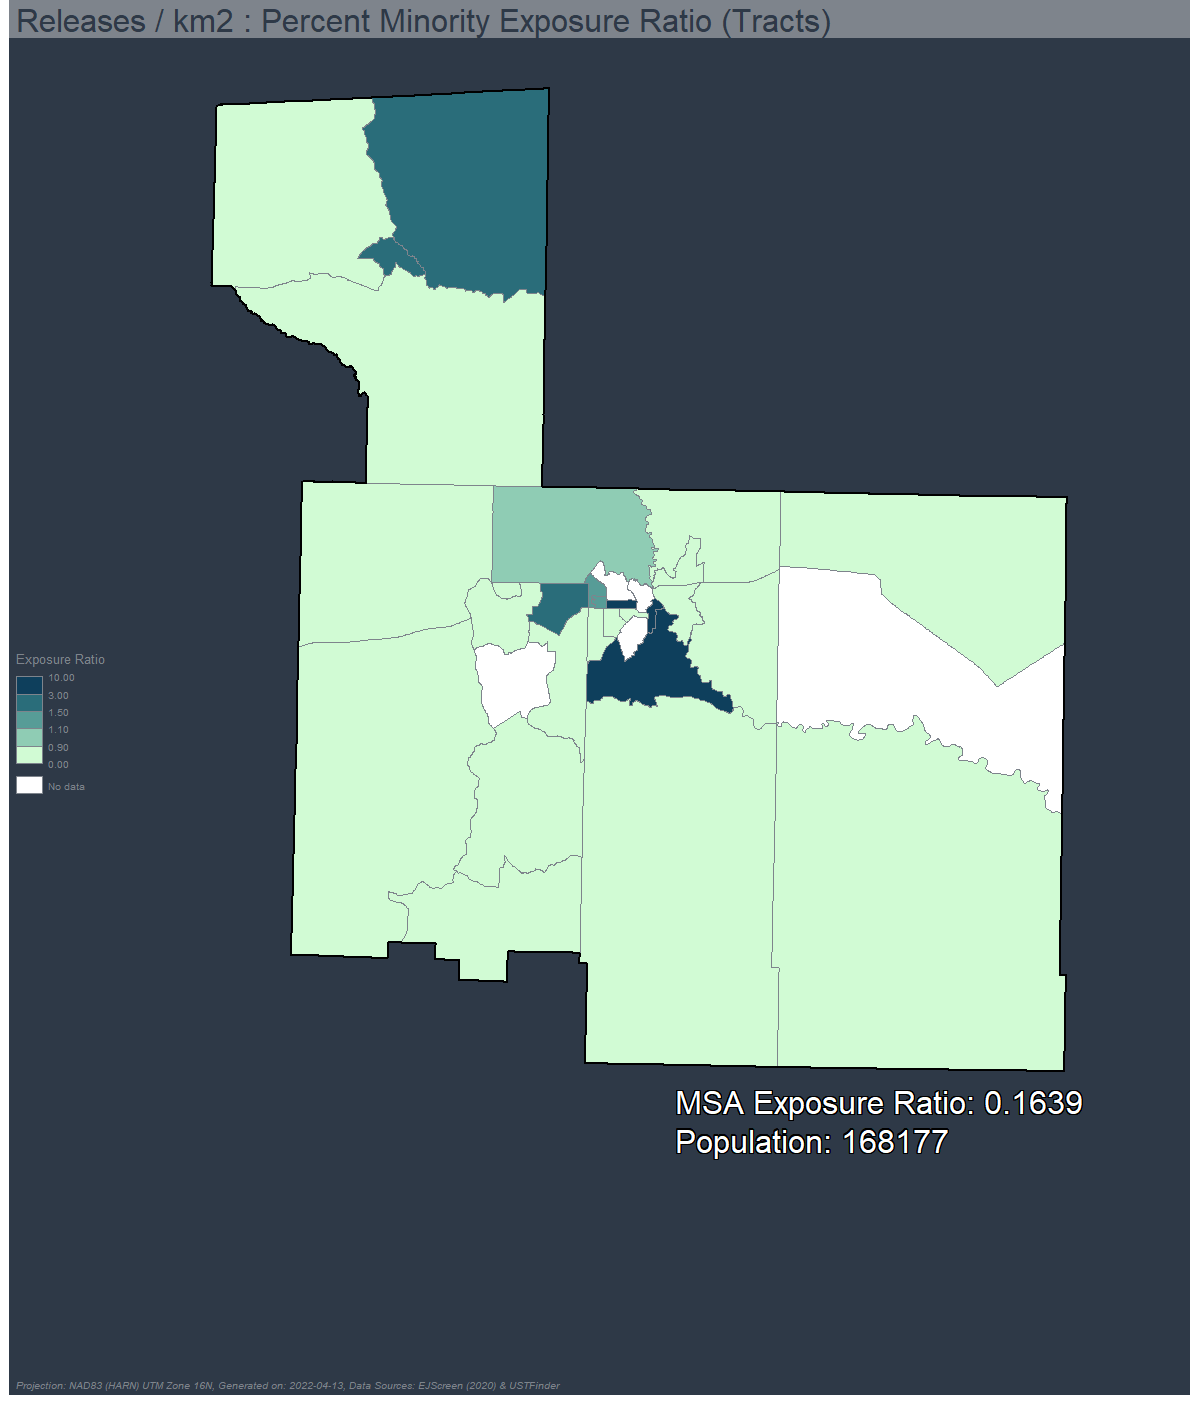 Releases / km2 : Percent Minority Exposure Ratio (Tracts)
Exposure Ratio
10.00
3.00
1.50
1.10
0.90
0.00
No data
MSA Exposure Ratio: 0.1639
Population: 168177
Projection: NAD83 (HARN) UTM Zone 16N, Generated on: 2022-04-13, Data Sources: EJScreen (2020) & USTFinder